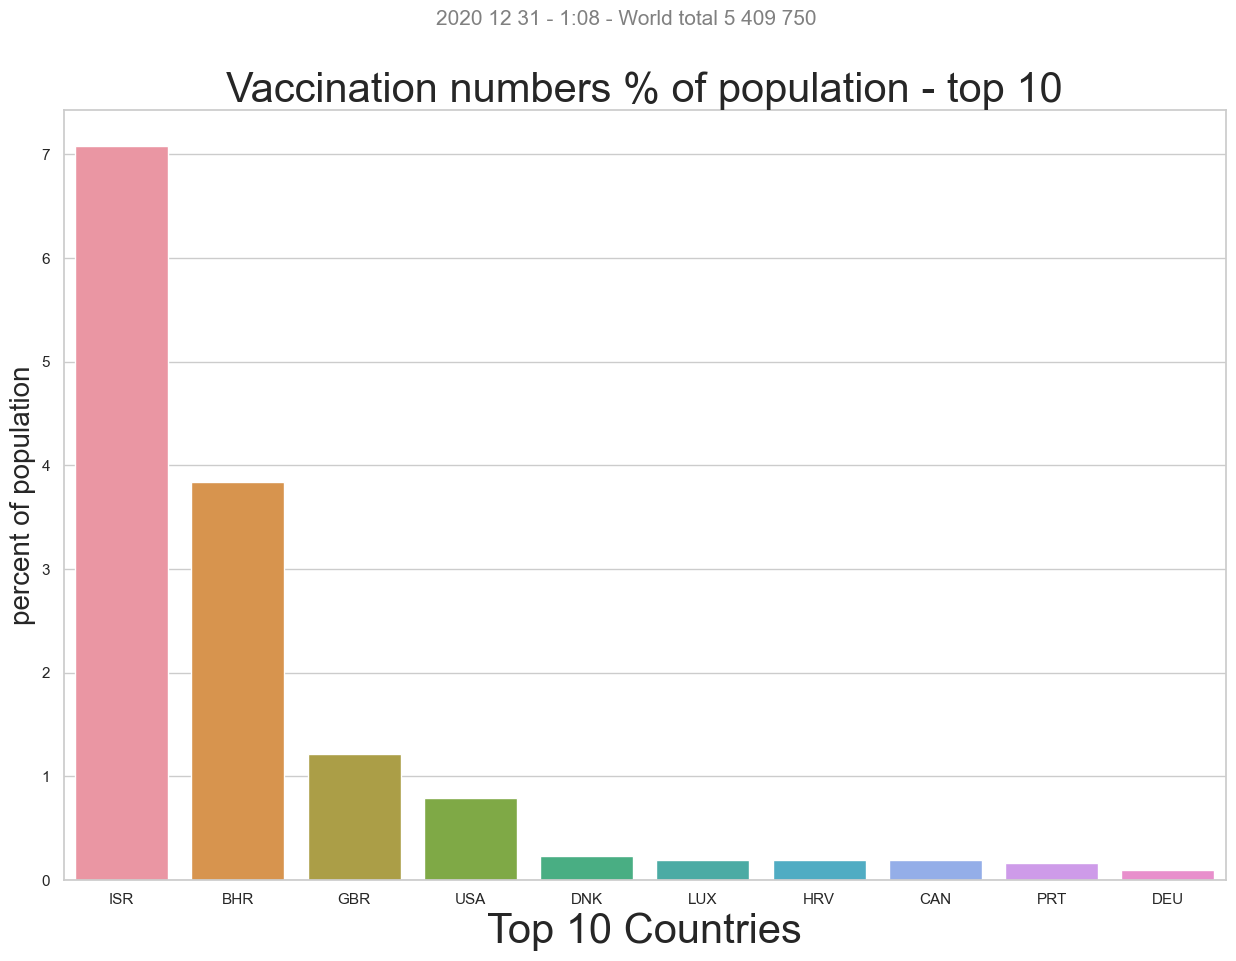 2020 12 31 - 1:08 - World total 5 409 750
Vaccination numbers % of population - top 10
percent of population
7
6
5
4
3
2
1
0
ISR BHR GBR USA DNK LUX HRV CAN PRT DEU
Top 10 Countries